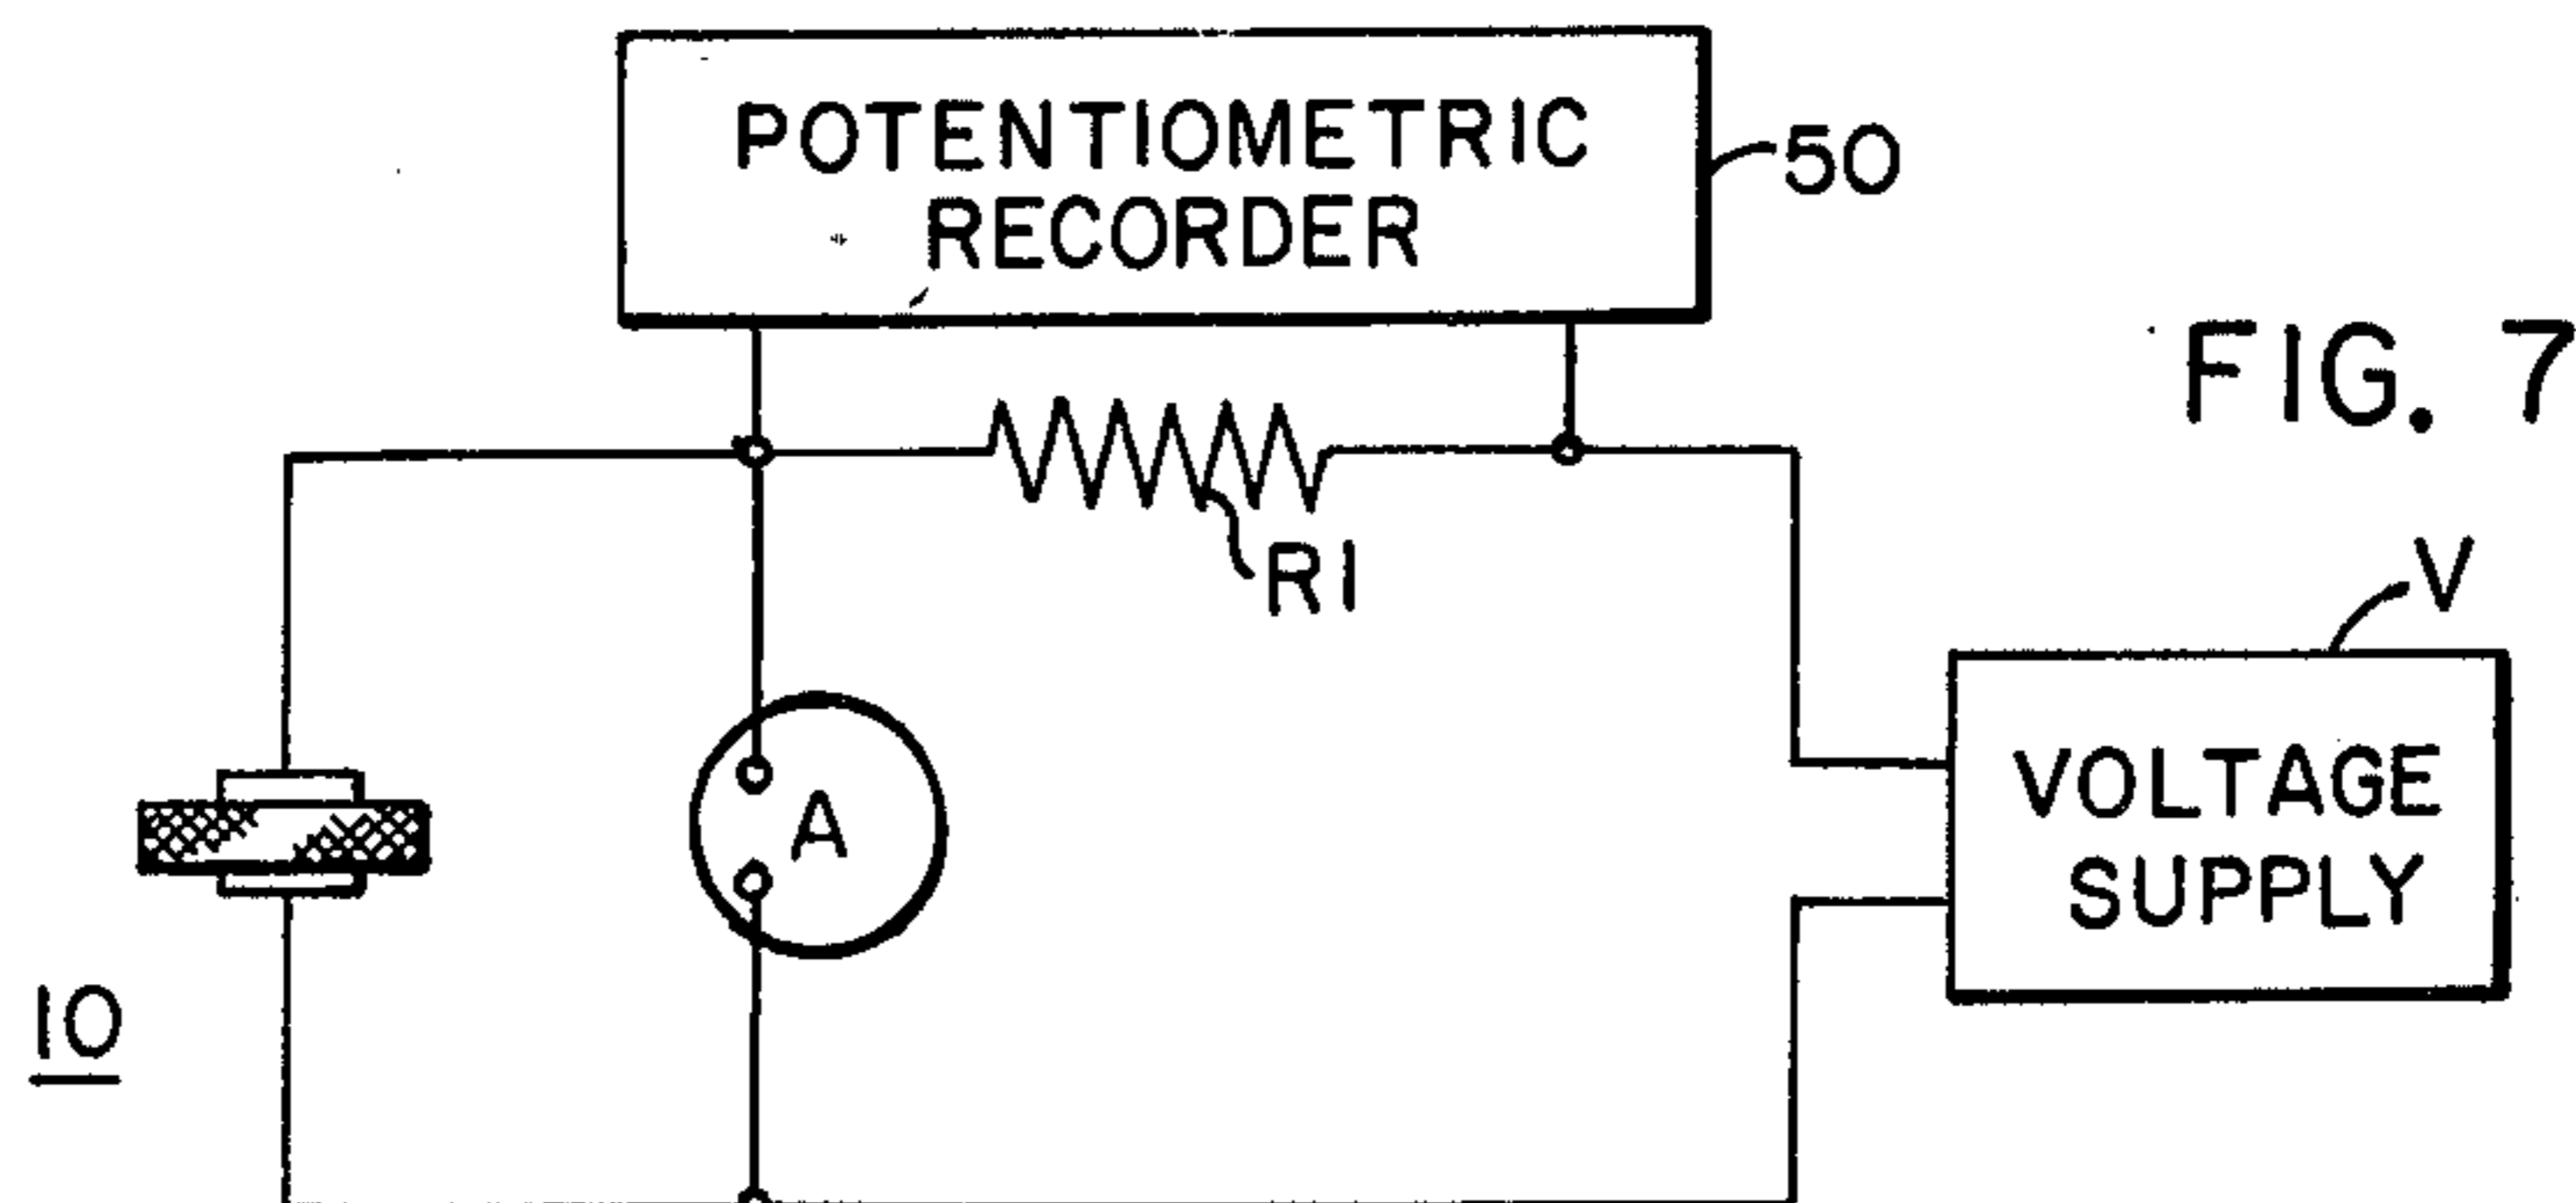 POTENTIOMETRIC
RECORDER
50
FIG. 7
R1
V
A
VOLTAGE
SUPPLY
10